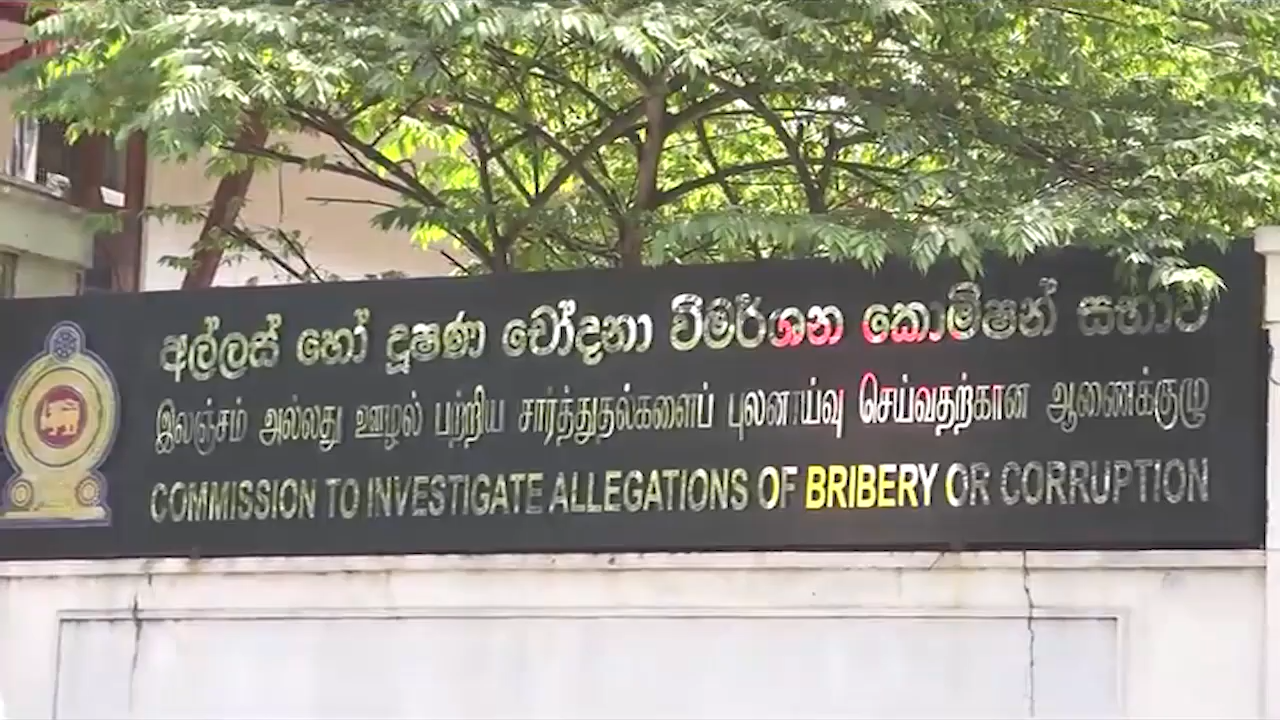 අල්ලස් හෝ දූෂණ චෝදනා විමර්ශන කොමිෂන් සභාව
இலஞ்சம் அல்லது ஊழல் பற்றிய சார்த்துதல்களைப் புலனாய்வு செய்வதற்கான ஆணைக்குழு
COMMISSION TO INVESTIGATE ALLEGATIONS OF BRIBERY OR CORRUPTION